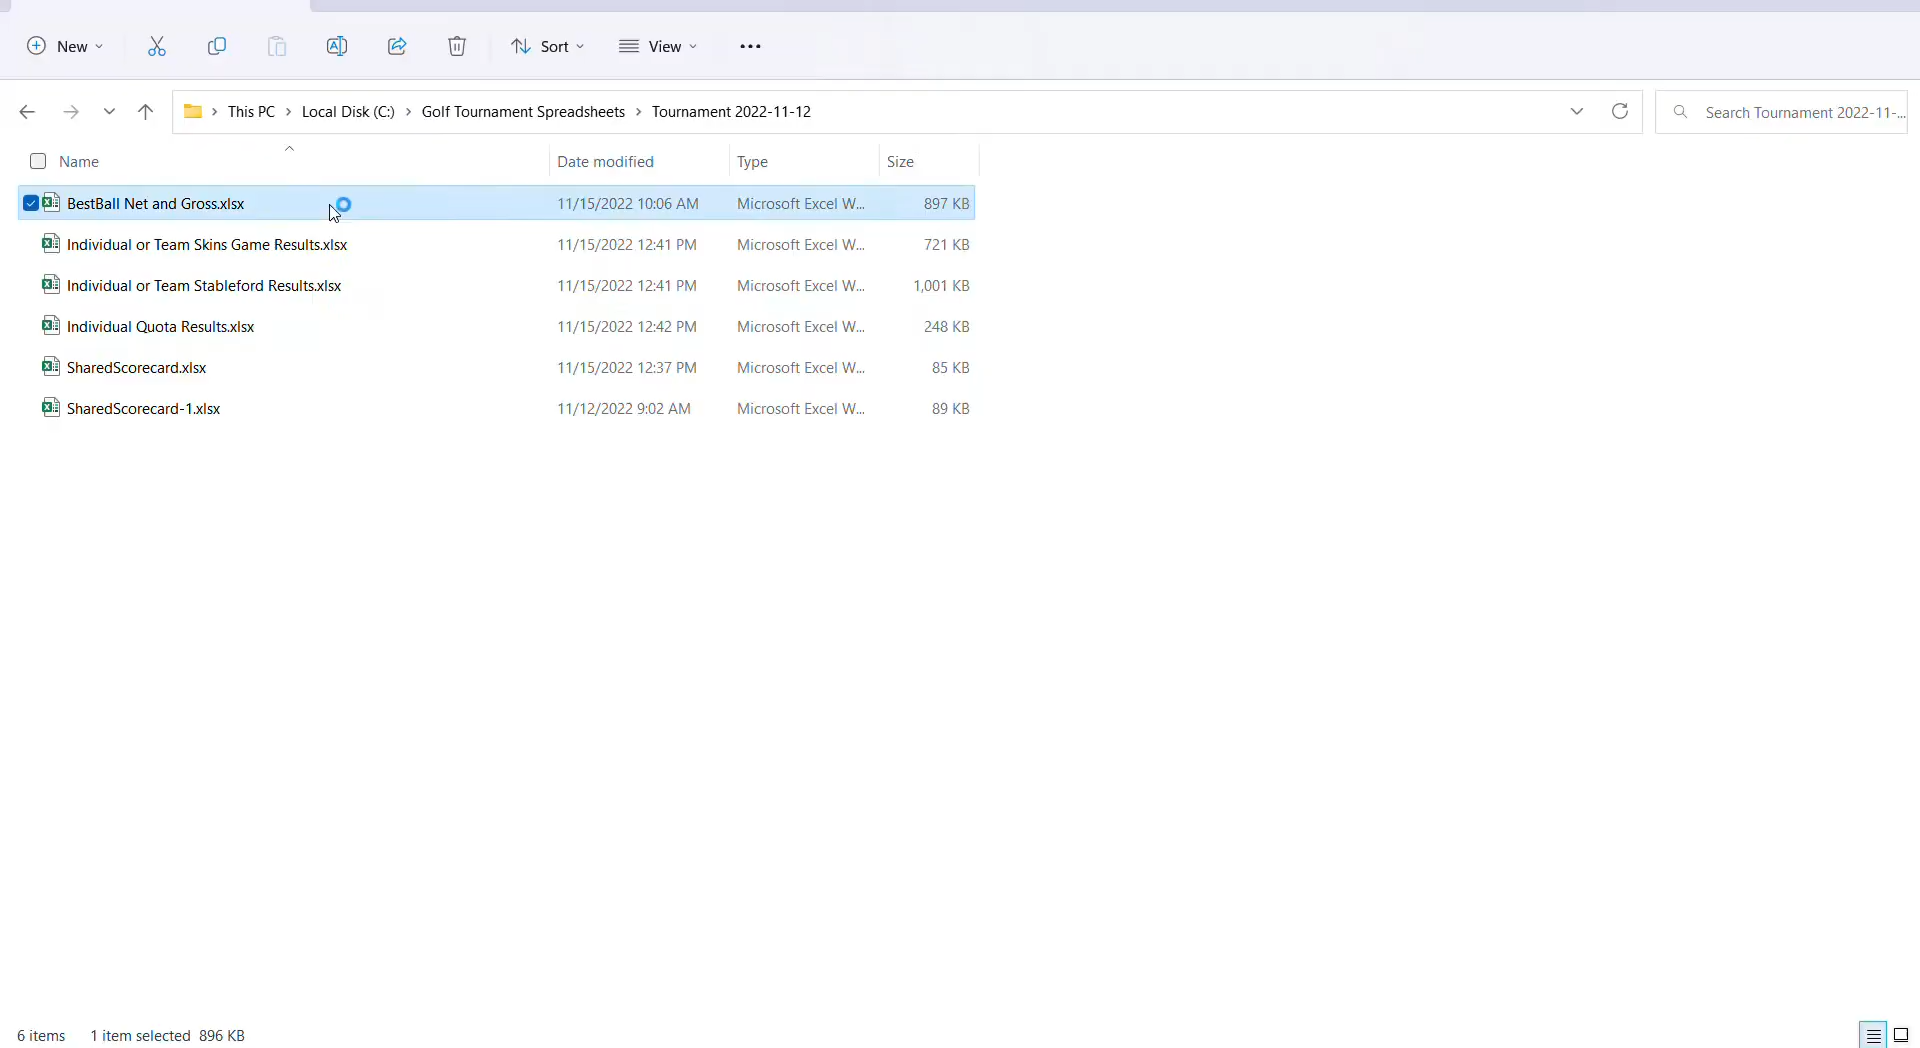 New Sort View
This PC Local Disk (C:) Golf Tournament Spreadsheets Tournament 2022-11-12 Search Tournament 2022-11-...
Name Date modified Type Size
BestBall Net and Gross.xlsx 11/15/2022 10:06 AM Microsoft Excel W... 897 KB
Individual or Team Skins Game Results.xlsx 11/15/2022 12:41 PM Microsoft Excel W... 721 KB
Individual or Team Stableford Results.xlsx 11/15/2022 12:41 PM Microsoft Excel W... 1,001 KB
Individual Quota Results.xlsx 11/15/2022 12:42 PM Microsoft Excel W... 248 KB
SharedScorecard.xlsx 11/15/2022 12:37 PM Microsoft Excel W... 85 KB
SharedScorecard-1.xlsx 11/12/2022 9:02 AM Microsoft Excel W... 89 KB
6 items 1 item selected 896 KB